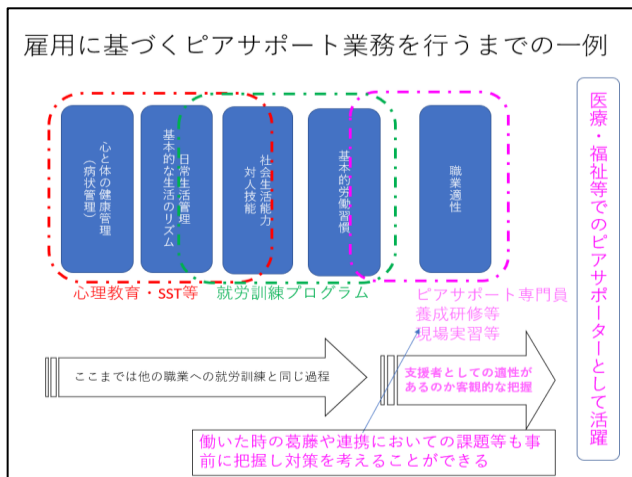 雇用に基づくピアサポート業務を行うまでの一例
心と体の健康管理
（病状管理）
日常生活管理
基本的な生活のリズム
社会生活能力
対人技能
基本的労働習慣
職業適性
医療・福祉等でのピアサポーターとして活躍
心理教育・SST等
就労訓練プログラム
ピアサポート専門員
養成研修等
現場実習等
ここまでは他の職業への就労訓練と同じ過程
支援者としての適性が
あるのか客観的な把握
働いた時の葛藤や連携においての課題等も事
前に把握し対策を考えることができる